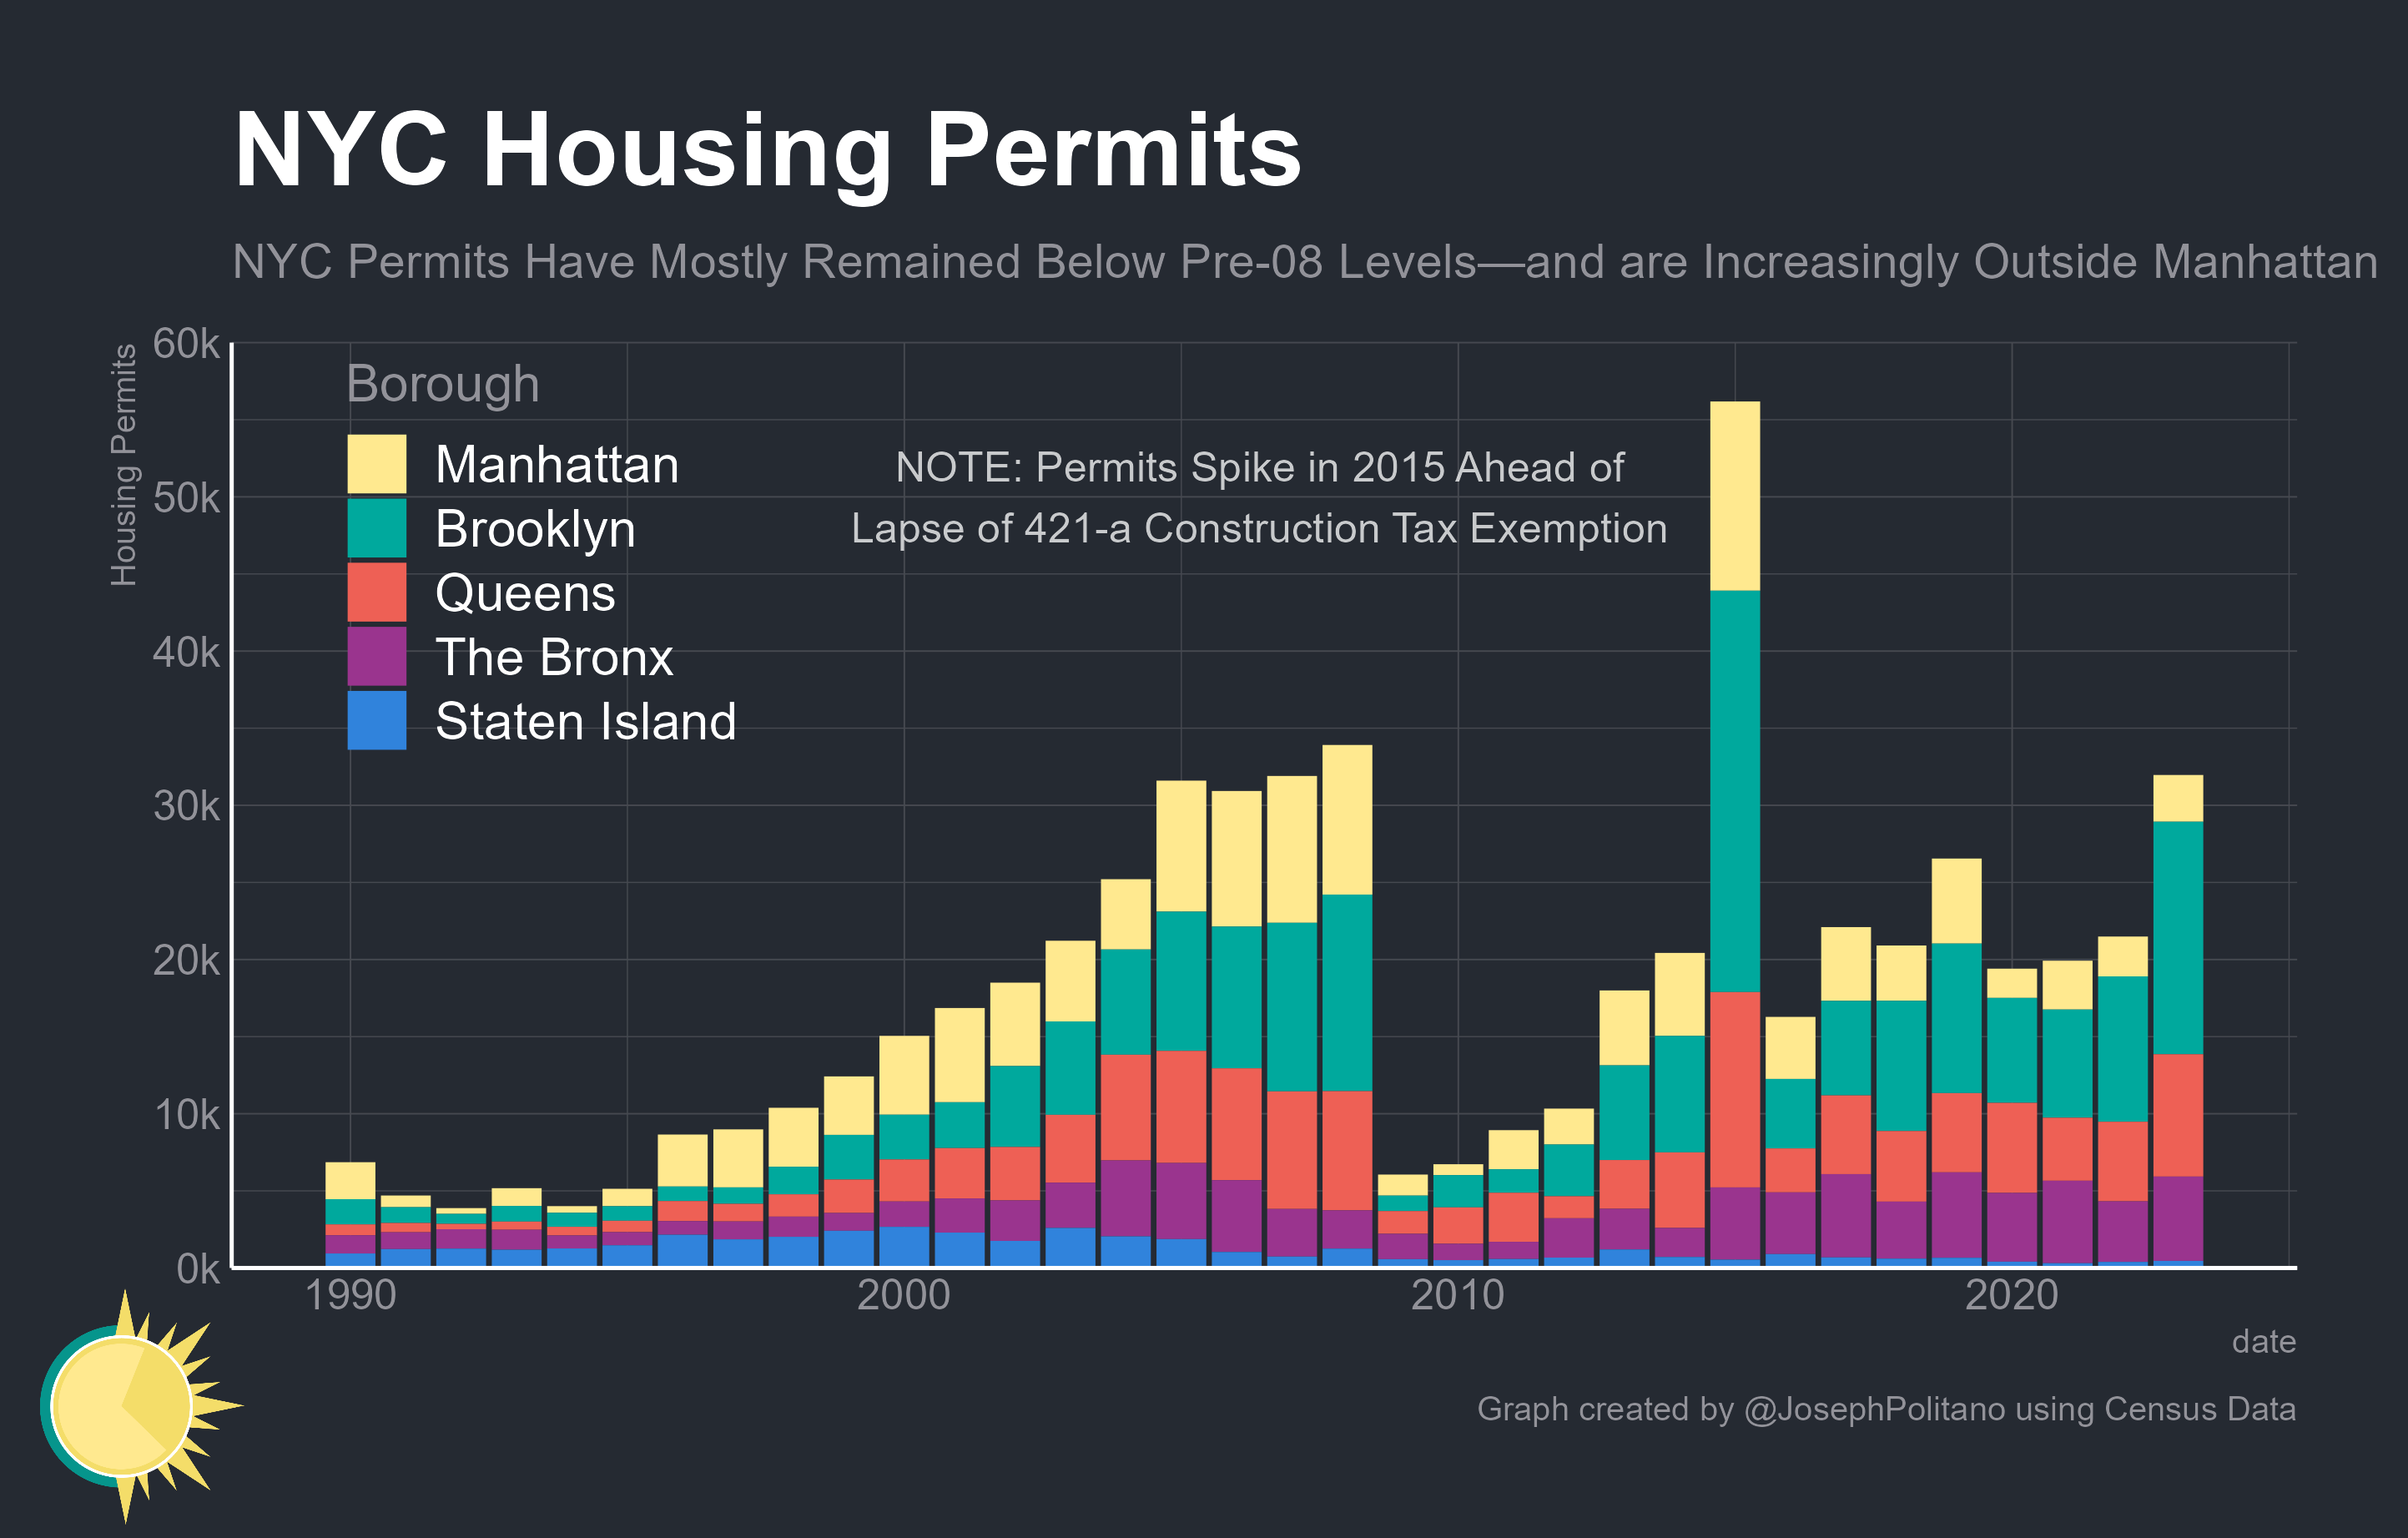 NYC Housing Permits
NYC Permits Have Mostly Remained Below Pre-08 Levels—and are Increasingly Outside Manhattan
Housing Permits
60k
50k
40k
30k
20k
10k
0k
Borough
Manhattan
Brooklyn
Queens
The Bronx
Staten Island
NOTE: Permits Spike in 2015 Ahead of
Lapse of 421-a Construction Tax Exemption
1990 2000 2010 2020
date
Graph created by @JosephPolitano using Census Data